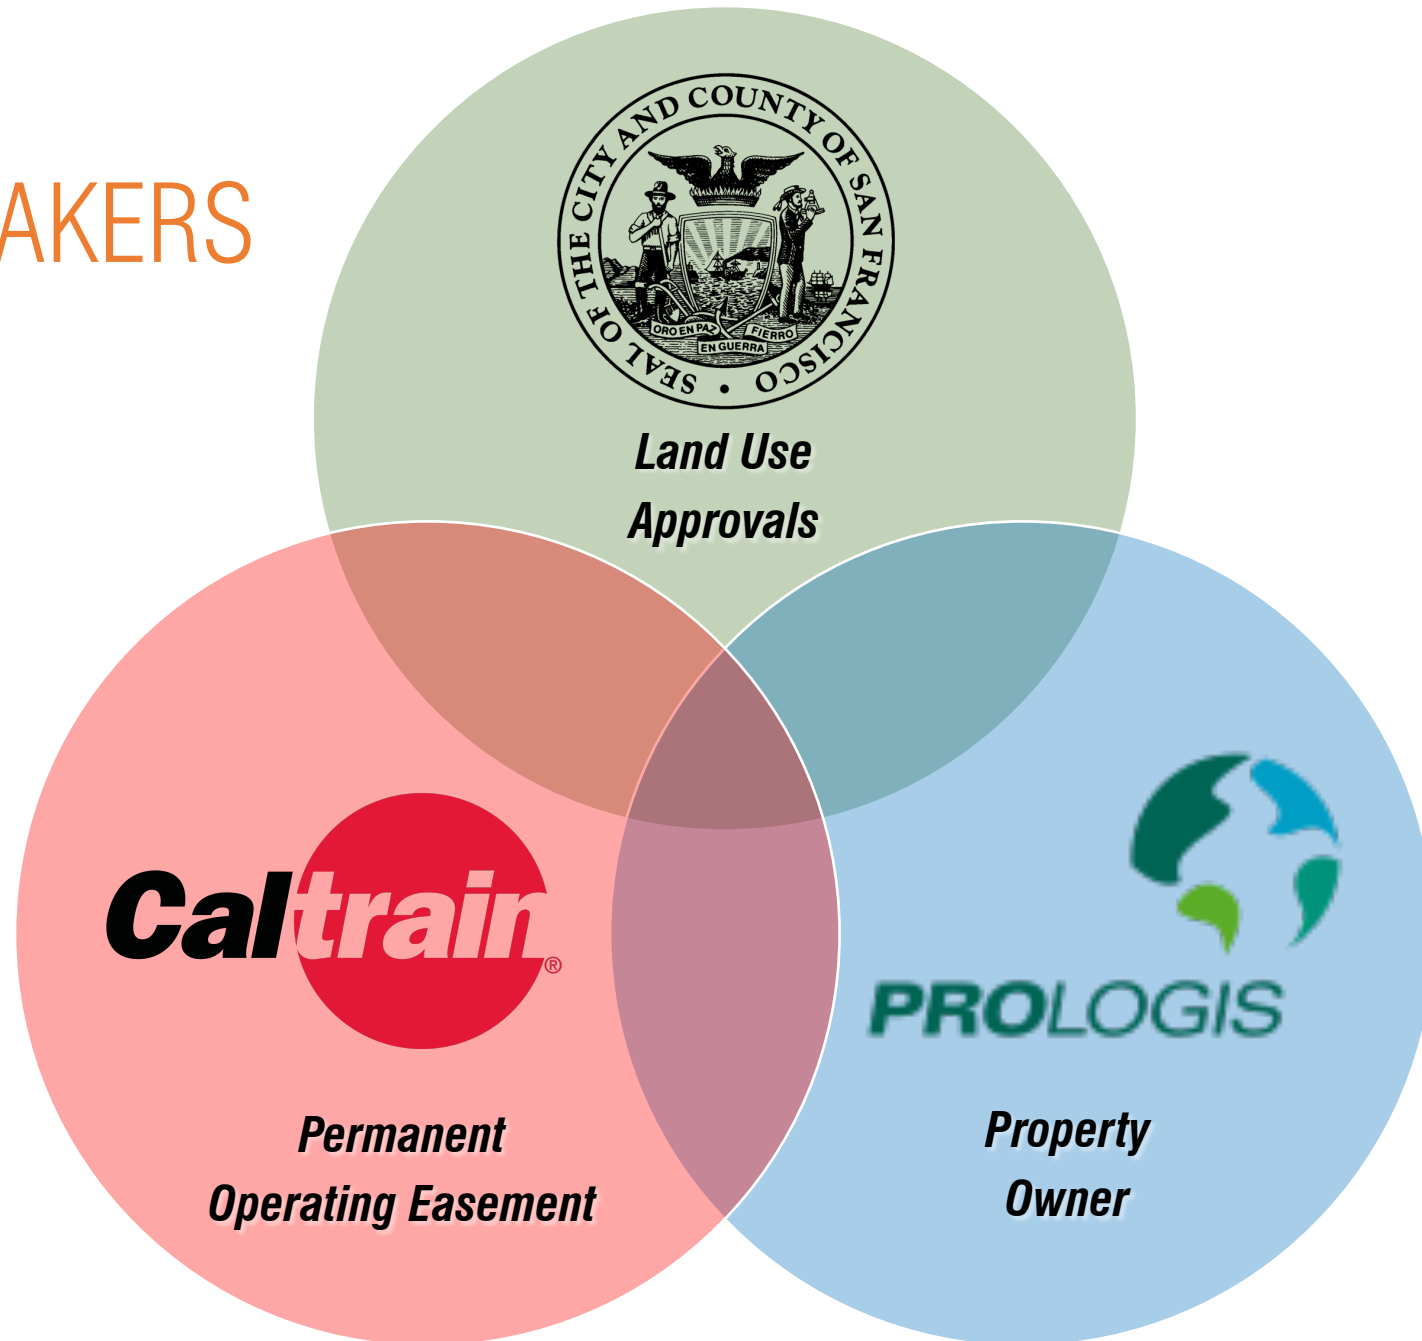 AKERS
SEAL OF THE CITY AND COUNTY OF SAN FRANCISCO
ORO EN PAZ
FIERRO
EN GUERRA
Land Use
Approvals
Caltrain®
PROLOGIS
Permanent
Operating Easement
Property
Owner